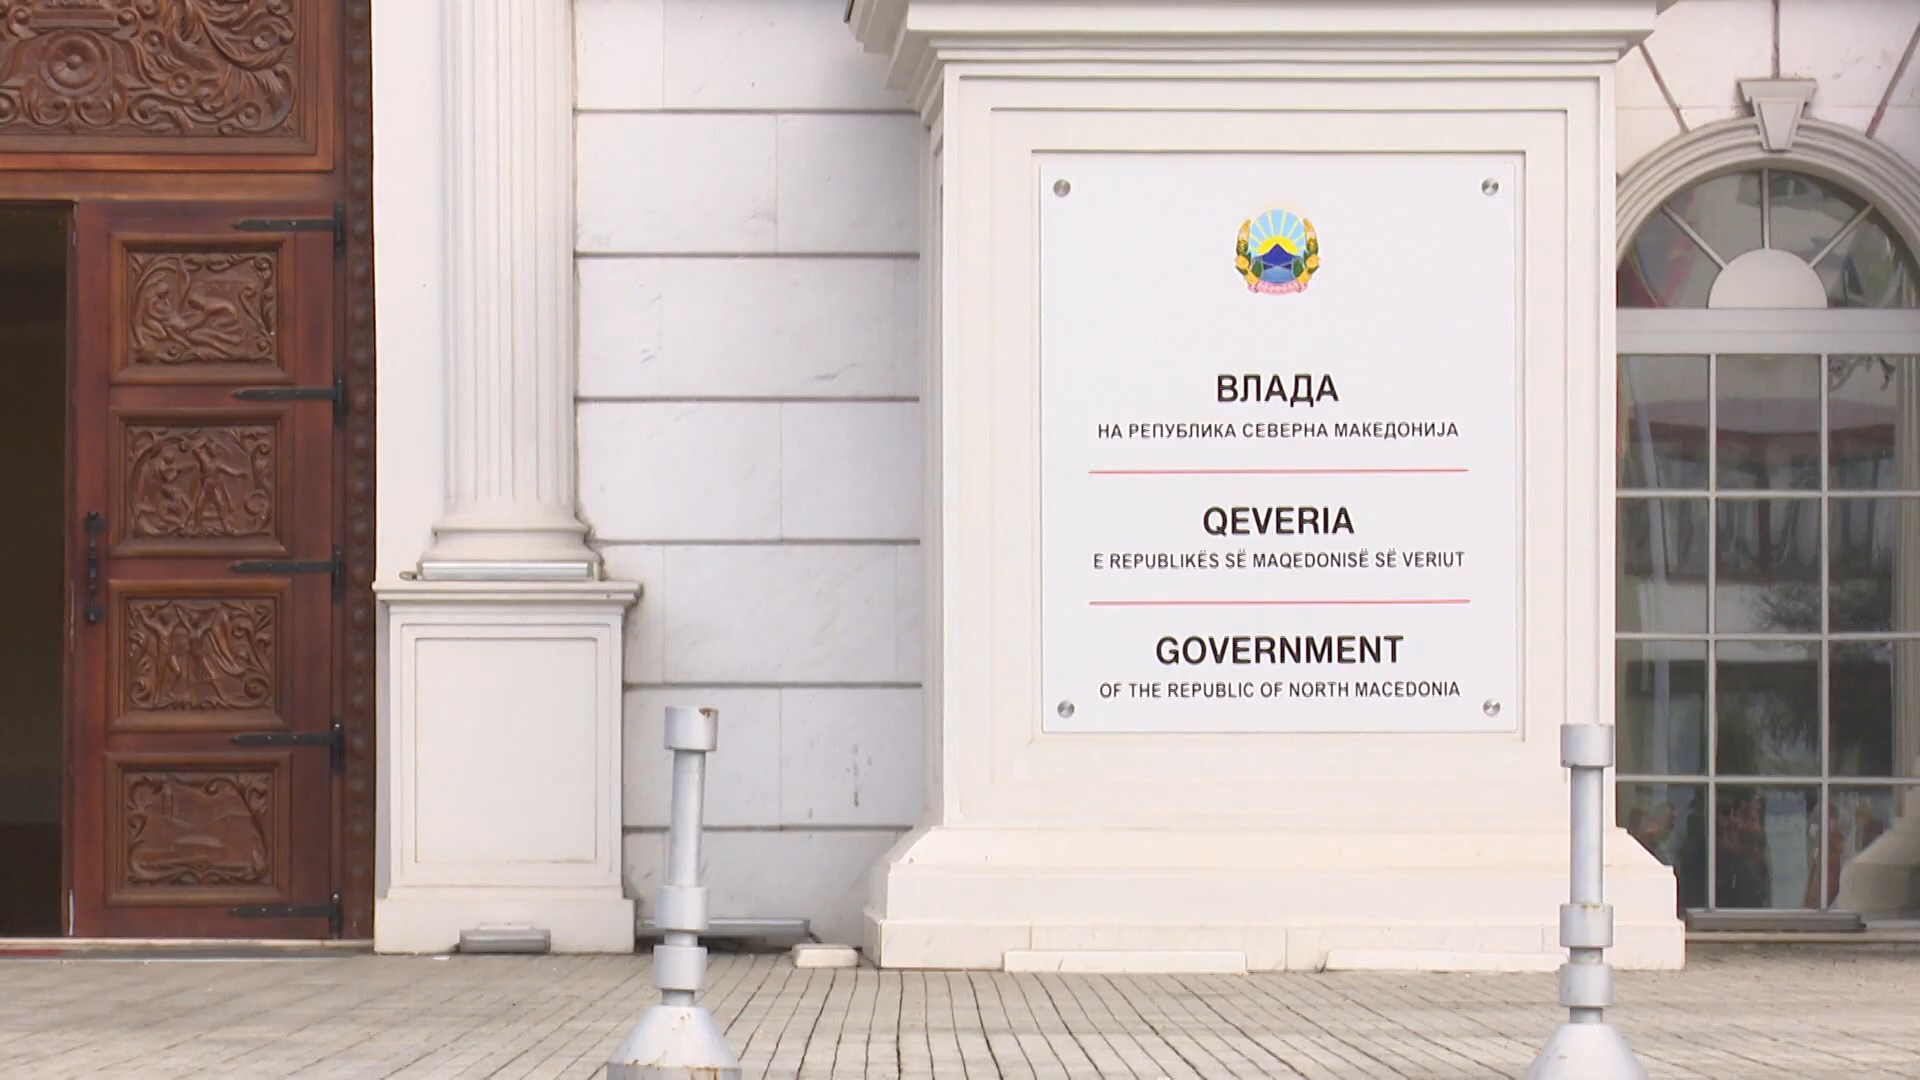 ВЛАДА
НА РЕПУБЛИКА СЕВЕРНА МАКЕДОНИЈА
QEVERIA
E REPUBLIKËS SË MAQEDONISË SË VERIUT
GOVERNMENT
OF THE REPUBLIC OF NORTH MACEDONIA